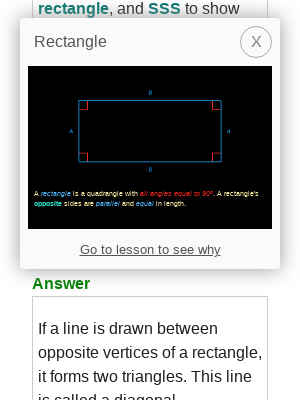 rectangle, and SSS to show
Rectangle
X
B
A
A
B
A rectangle is a quadrangle with all angles equal to 90º. A rectangle's
opposite sides are parallel and equal in length.
Go to lesson to see why
Answer
If a line is drawn between
opposite vertices of a rectangle,
it forms two triangles. This line
is called a diagonal.